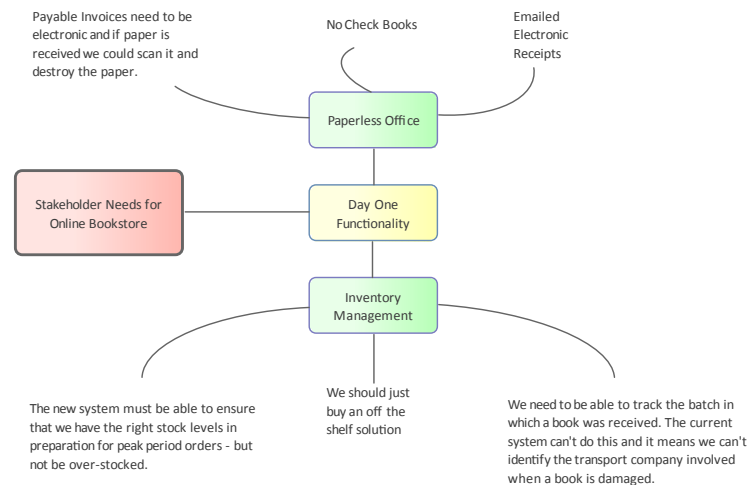 Payable Invoices need to be
electronic and if paper is
received we could scan it and
destroy the paper.
No Check Books
Emailed
Electronic
Receipts
Paperless Office
Stakeholder Needs for
Online Bookstore
Day One
Functionality
Inventory
Management
The new system must be able to ensure
that we have the right stock levels in
preparation for peak period orders - but
not be over-stocked.
We should just
buy an off the
shelf solution
We need to be able to track the batch in
which a book was received. The current
system can't do this and it means we can't
identify the transport company involved
when a book is damaged.